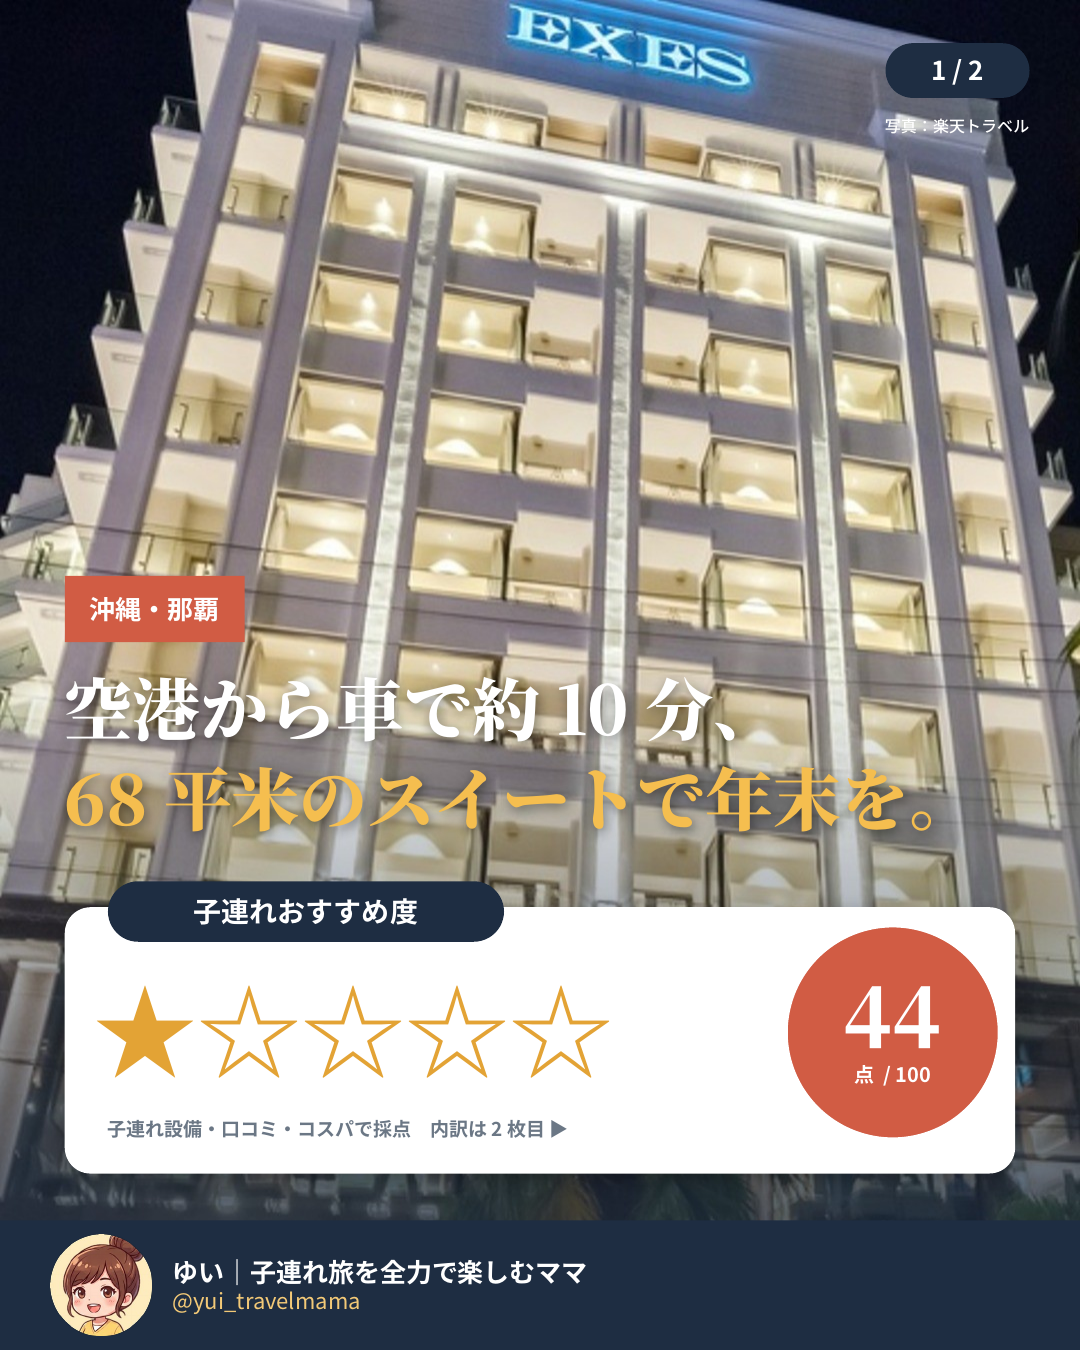 EXES
1 / 2
写真：楽天トラベル
沖縄・那覇
空港から車で約 10 分、
68 平米のスイートで年末を。
子連れおすすめ度
★☆☆☆☆
44
点 / 100
子連れ設備・口コミ・コスパで採点　内訳は 2 枚目 ▶
ゆい｜子連れ旅を全力で楽しむママ
@yui_travelmama